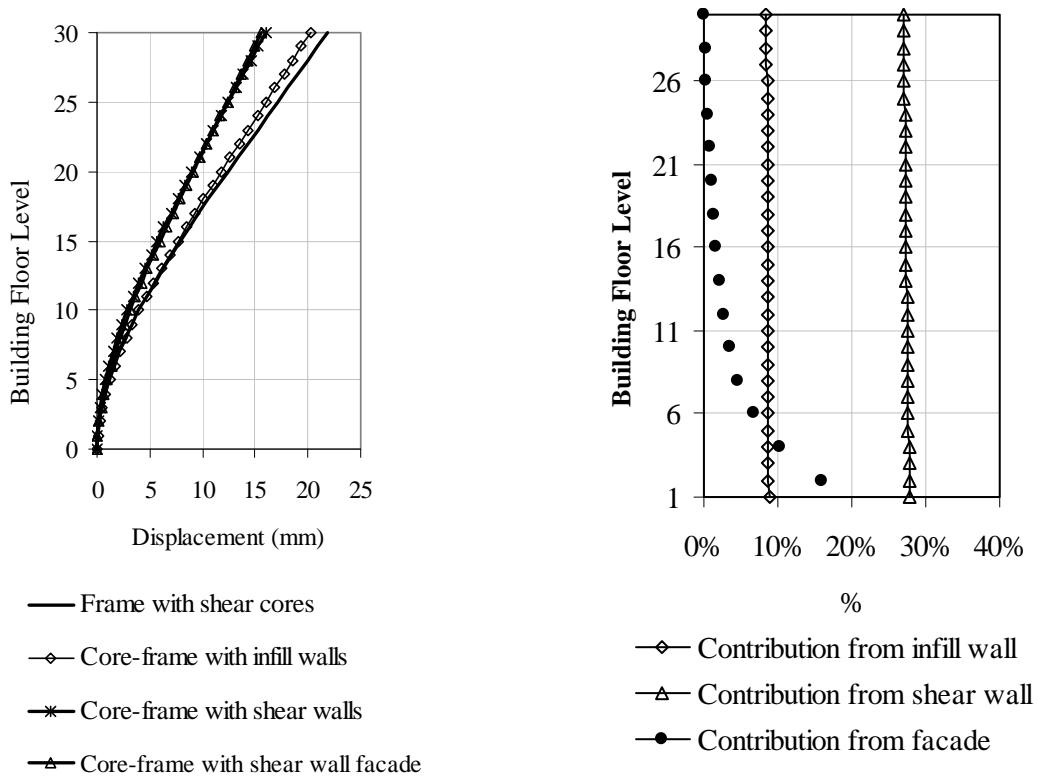 Building Floor Level
30
25
20
15
10
5
0
0 5 10 15 20 25
Displacement (mm)
Frame with shear cores
Core-frame with infill walls
Core-frame with shear walls
Core-frame with shear wall facade
Building Floor Level
26
21
16
11
6
1
0% 10% 20% 30% 40%
%
Contribution from infill wall
Contribution from shear wall
Contribution from facade